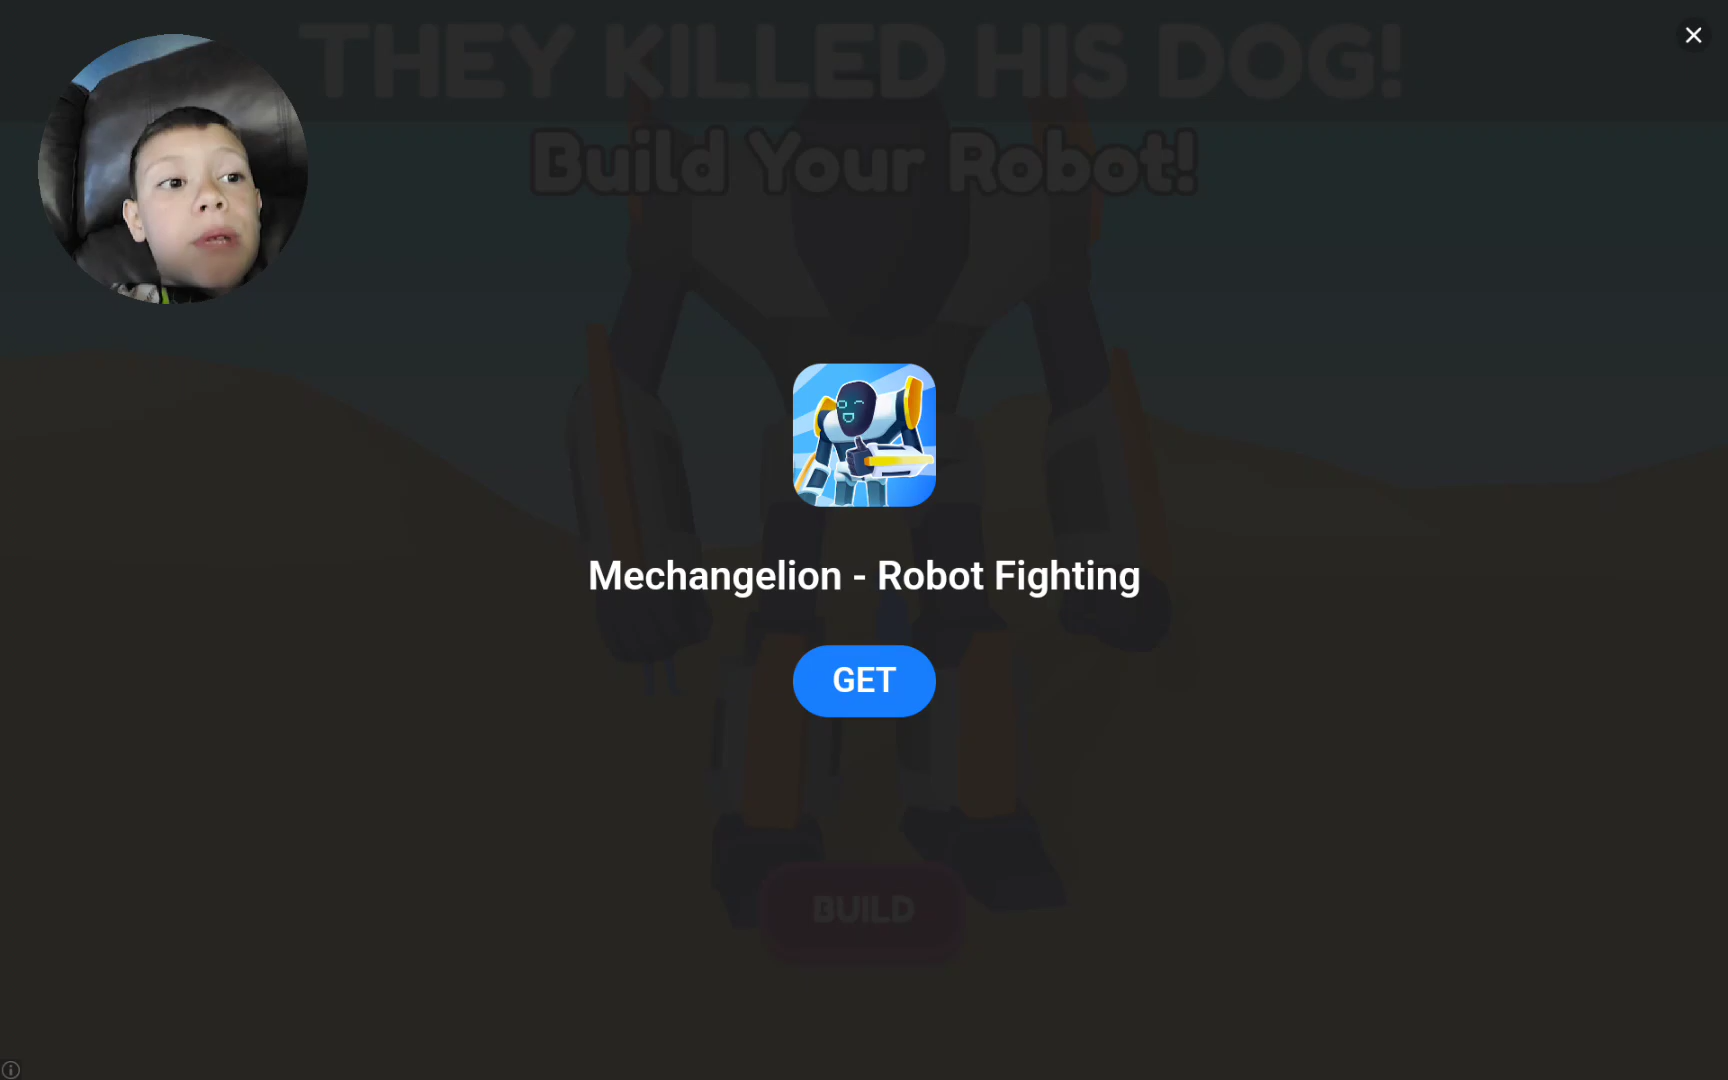 THEY KILLED HIS DOG!
Build Your Robot!
Mechangelion - Robot Fighting
GET
BUILD